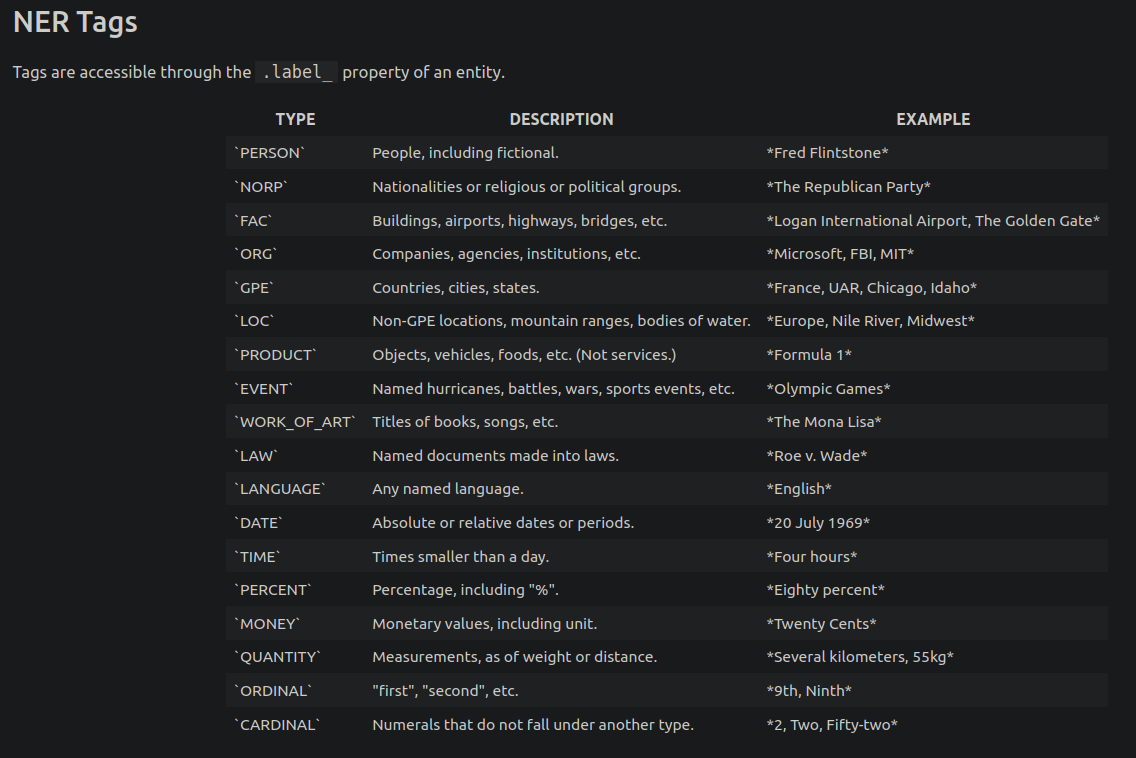 NER Tags
Tags are accessible through the .label_ property of an entity.
TYPE DESCRIPTION EXAMPLE
`PERSON` People, including fictional. *Fred Flintstone*
`NORP` Nationalities or religious or political groups. *The Republican Party*
`FAC` Buildings, airports, highways, bridges, etc. *Logan International Airport, The Golden Gate*
`ORG` Companies, agencies, institutions, etc. *Microsoft, FBI, MIT*
`GPE` Countries, cities, states. *France, UAR, Chicago, Idaho*
`LOC` Non-GPE locations, mountain ranges, bodies of water. *Europe, Nile River, Midwest*
`PRODUCT` Objects, vehicles, foods, etc. (Not services.) *Formula 1*
`EVENT` Named hurricanes, battles, wars, sports events, etc. *Olympic Games*
`WORK_OF_ART` Titles of books, songs, etc. *The Mona Lisa*
`LAW` Named documents made into laws. *Roe v. Wade*
`LANGUAGE` Any named language. *English*
`DATE` Absolute or relative dates or periods. *20 July 1969*
`TIME` Times smaller than a day. *Four hours*
`PERCENT` Percentage, including "%". *Eighty percent*
`MONEY` Monetary values, including unit. *Twenty Cents*
`QUANTITY` Measurements, as of weight or distance. *Several kilometers, 55kg*
`ORDINAL` "first", "second", etc. *9th, Ninth*
`CARDINAL` Numerals that do not fall under another type. *2, Two, Fifty-two*